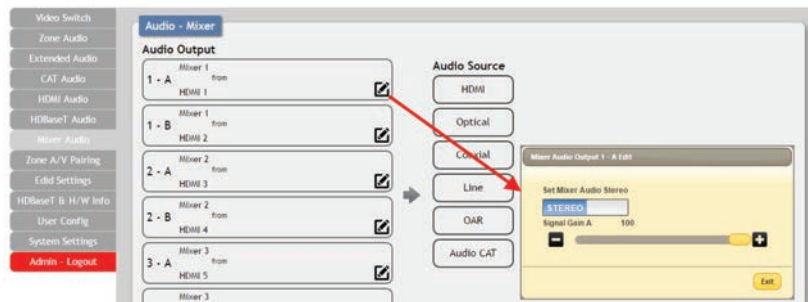 Video Switch
Zone Audio
Extended Audio
CAT Audio
HDMI Audio
HDBaseT Audio
Mixer Audio
Zone A/V Pairing
Edid Settings
HDBaseT & H/W Info
User Config
System Settings
Admin - Logout
Audio - Mixer
Audio Output
Mixer 1
1 - A from
HDMI 1
Mixer 1
1 - B from
HDMI 2
Mixer 2
2 - A from
HDMI 3
Mixer 2
2 - B from
HDMI 4
Mixer 3
3 - A from
HDMI 5
Mixer 3
Audio Source
HDMI
Optical
Coaxial
Line
OAR
Audio CAT
Mixer Audio Output 1 - A Edit
Set Mixer Audio Stereo
STEREO
Signal Gain A 100
Exit